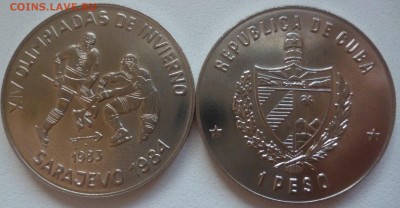 COINS.LAVE.RU
XIV OLIMPIADAS DE INVIERNO
1983
SARAJEVO 1984
REPUBLICA DE CUBA
1 PESO